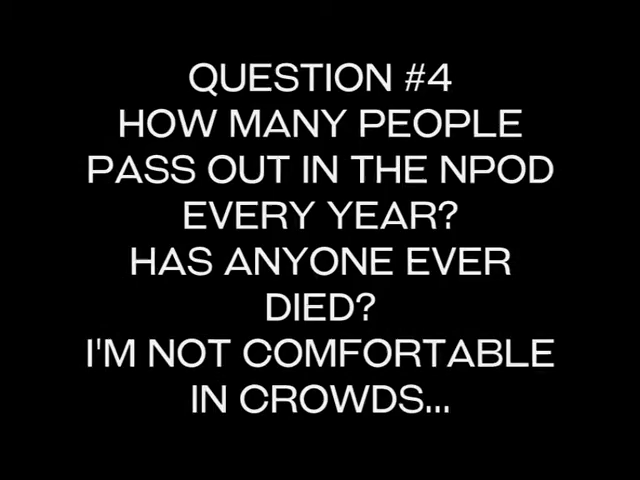 QUESTION #4
HOW MANY PEOPLE
PASS OUT IN THE NPOD
EVERY YEAR?
HAS ANYONE EVER
DIED?
I'M NOT COMFORTABLE
IN CROWDS...